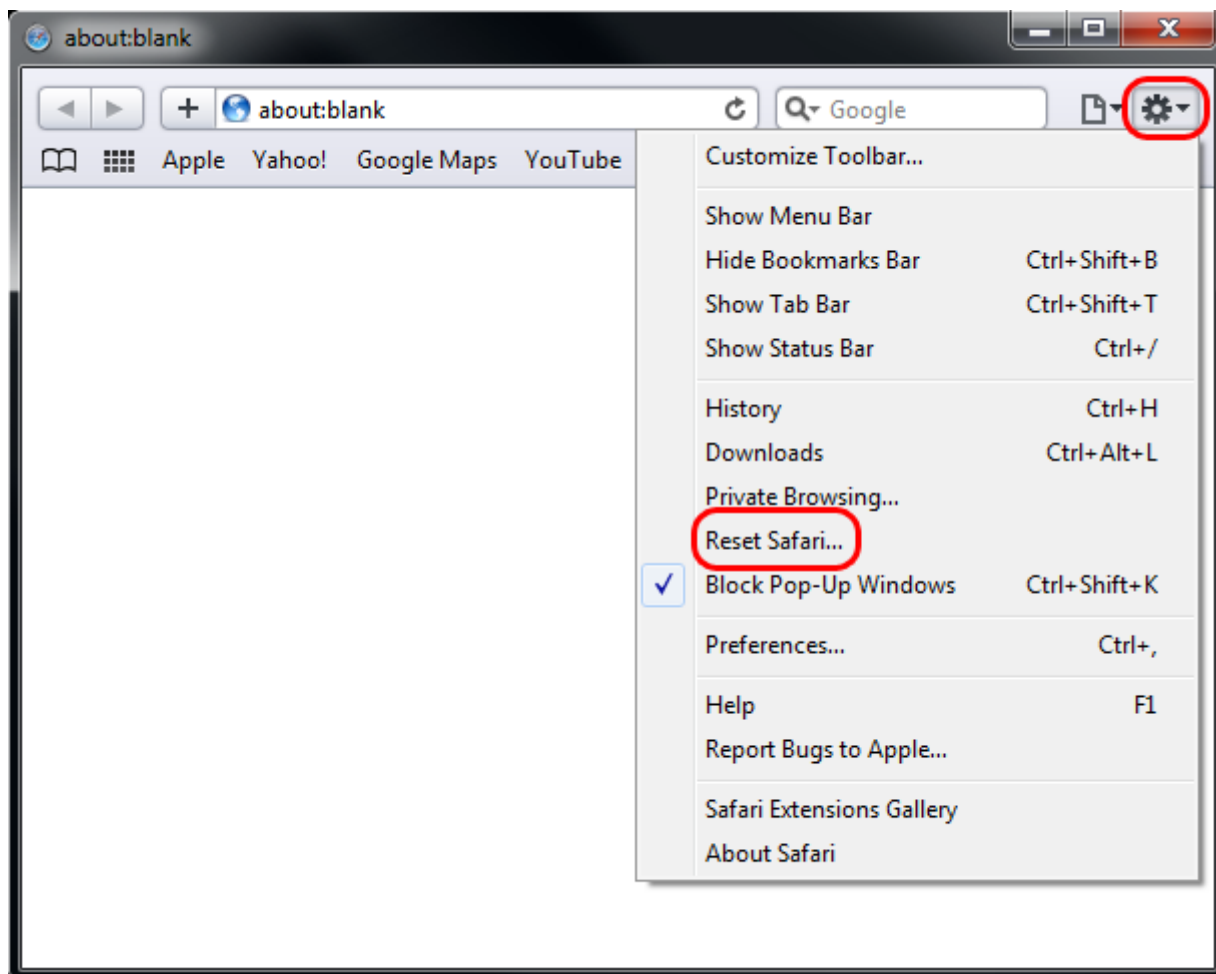 about:blank
about:blank
Google
Apple Yahoo! Google Maps YouTube
Customize Toolbar...
Show Menu Bar
Hide Bookmarks Bar Ctrl+Shift+B
Show Tab Bar Ctrl+Shift+T
Show Status Bar Ctrl+/
History Ctrl+H
Downloads Ctrl+Alt+L
Private Browsing...
Reset Safari...
Block Pop-Up Windows Ctrl+Shift+K
Preferences... Ctrl+,
Help F1
Report Bugs to Apple...
Safari Extensions Gallery
About Safari